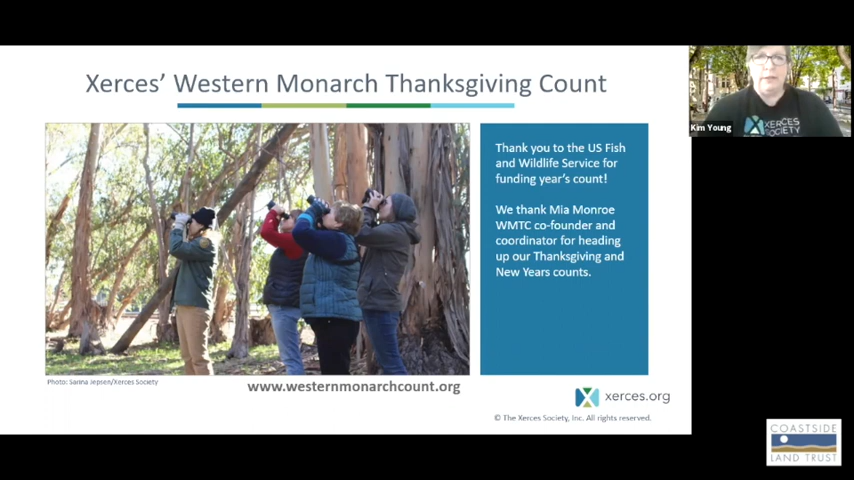 Xerces’ Western Monarch Thanksgiving Count
Thank you to the US Fish
and Wildlife Service for
funding year’s count!
We thank Mia Monroe
WMTC co-founder and
coordinator for heading
up our Thanksgiving and
New Years counts.
Photo: Sarina Jepsen/Xerces Society
www.westernmonarchcount.org
xerces.org
© The Xerces Society, Inc. All rights reserved.
XERCES
SOCIETY
Kim Young
COASTSIDE
LAND TRUST